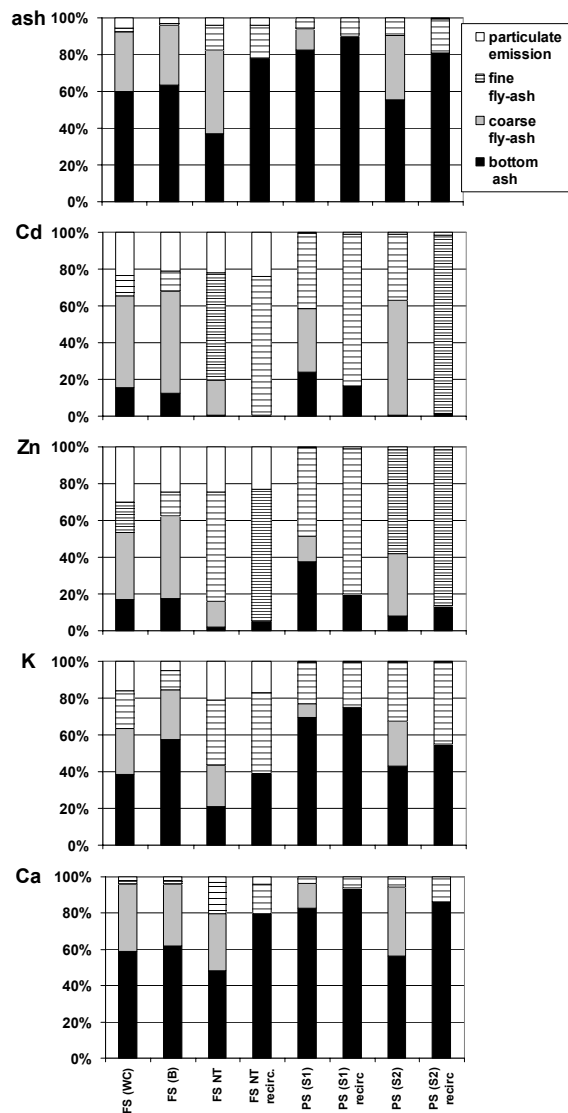 ash
100%
80%
60%
40%
20%
0%
particulate
emission
fine
fly-ash
coarse
fly-ash
bottom
ash
Cd
100%
80%
60%
40%
20%
0%
Zn
100%
80%
60%
40%
20%
0%
K
100%
80%
60%
40%
20%
0%
Ca
100%
80%
60%
40%
20%
0%
FS (WC)
FS (B)
FS NT
FS NT
recirc.
PS (S1)
PS (S1)
recirc
PS (S2)
PS (S2)
recirc